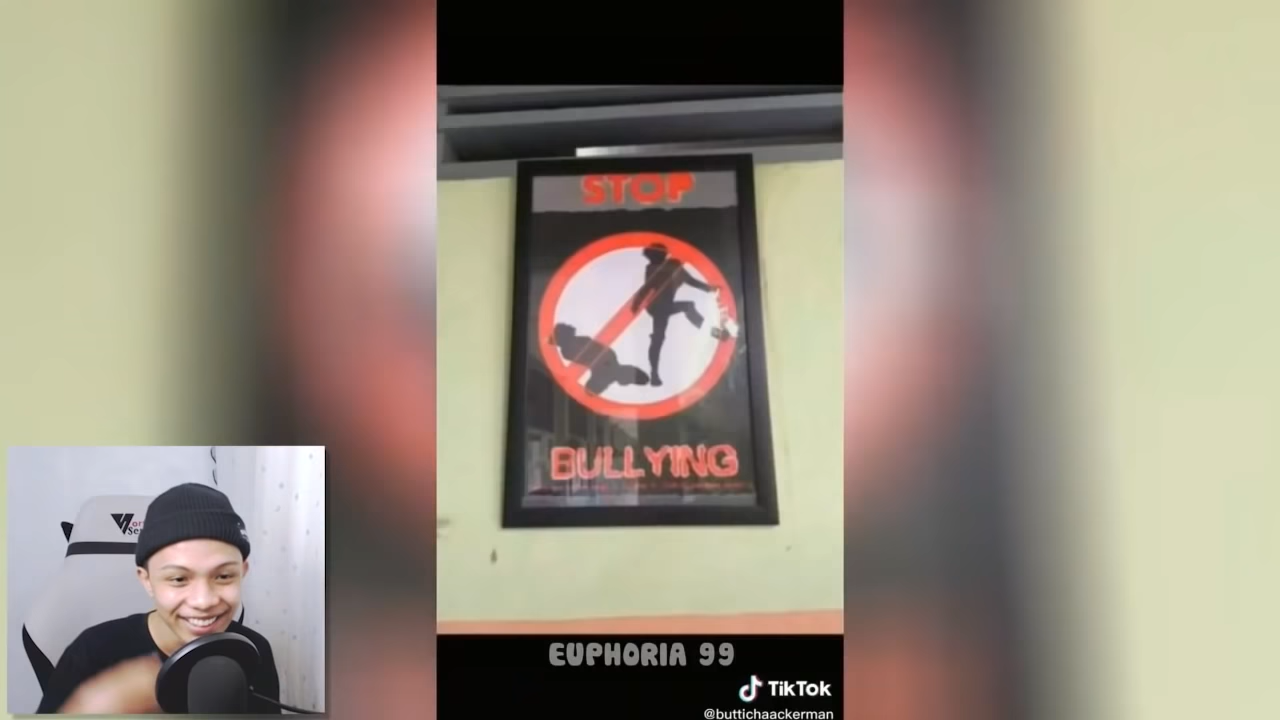 STOP
BULLYING
EUPHORIA 99
TikTok
@buttichaackerman